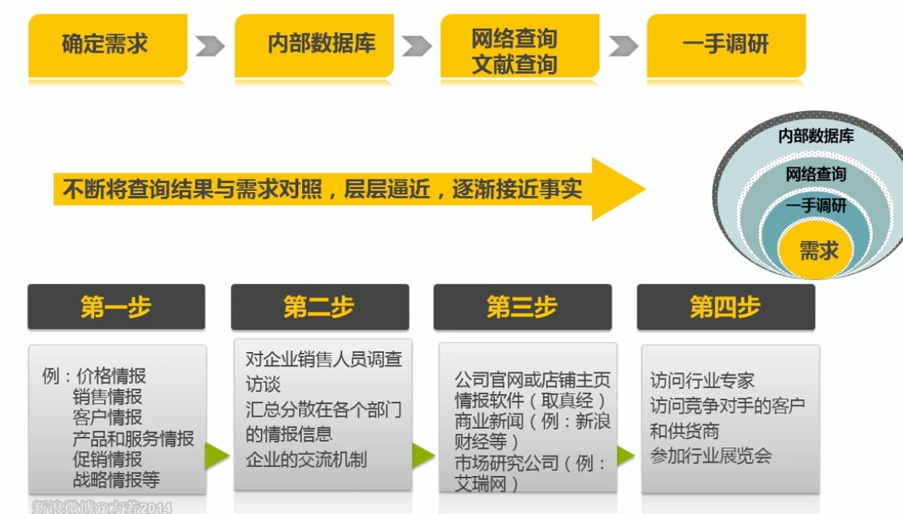 确定需求
内部数据库
网络查询
文献查询
一手调研
不断将查询结果与需求对照，层层逼近，逐渐接近事实
内部数据库
网络查询
一手调研
需求
第一步
第二步
第三步
第四步
例：价格情报
销售情报
客户情报
产品和服务情报
促销情报
战略情报等
对企业销售人员调查
访谈
汇总分散在各个部门
的情报信息
企业的交流机制
公司官网或店铺主页
情报软件（取真经）
商业新闻（例：新浪
财经等）
市场研究公司（例：
艾瑞网）
访问行业专家
访问竞争对手的客户
和供货商
参加行业展览会
新浪微博@方若2014